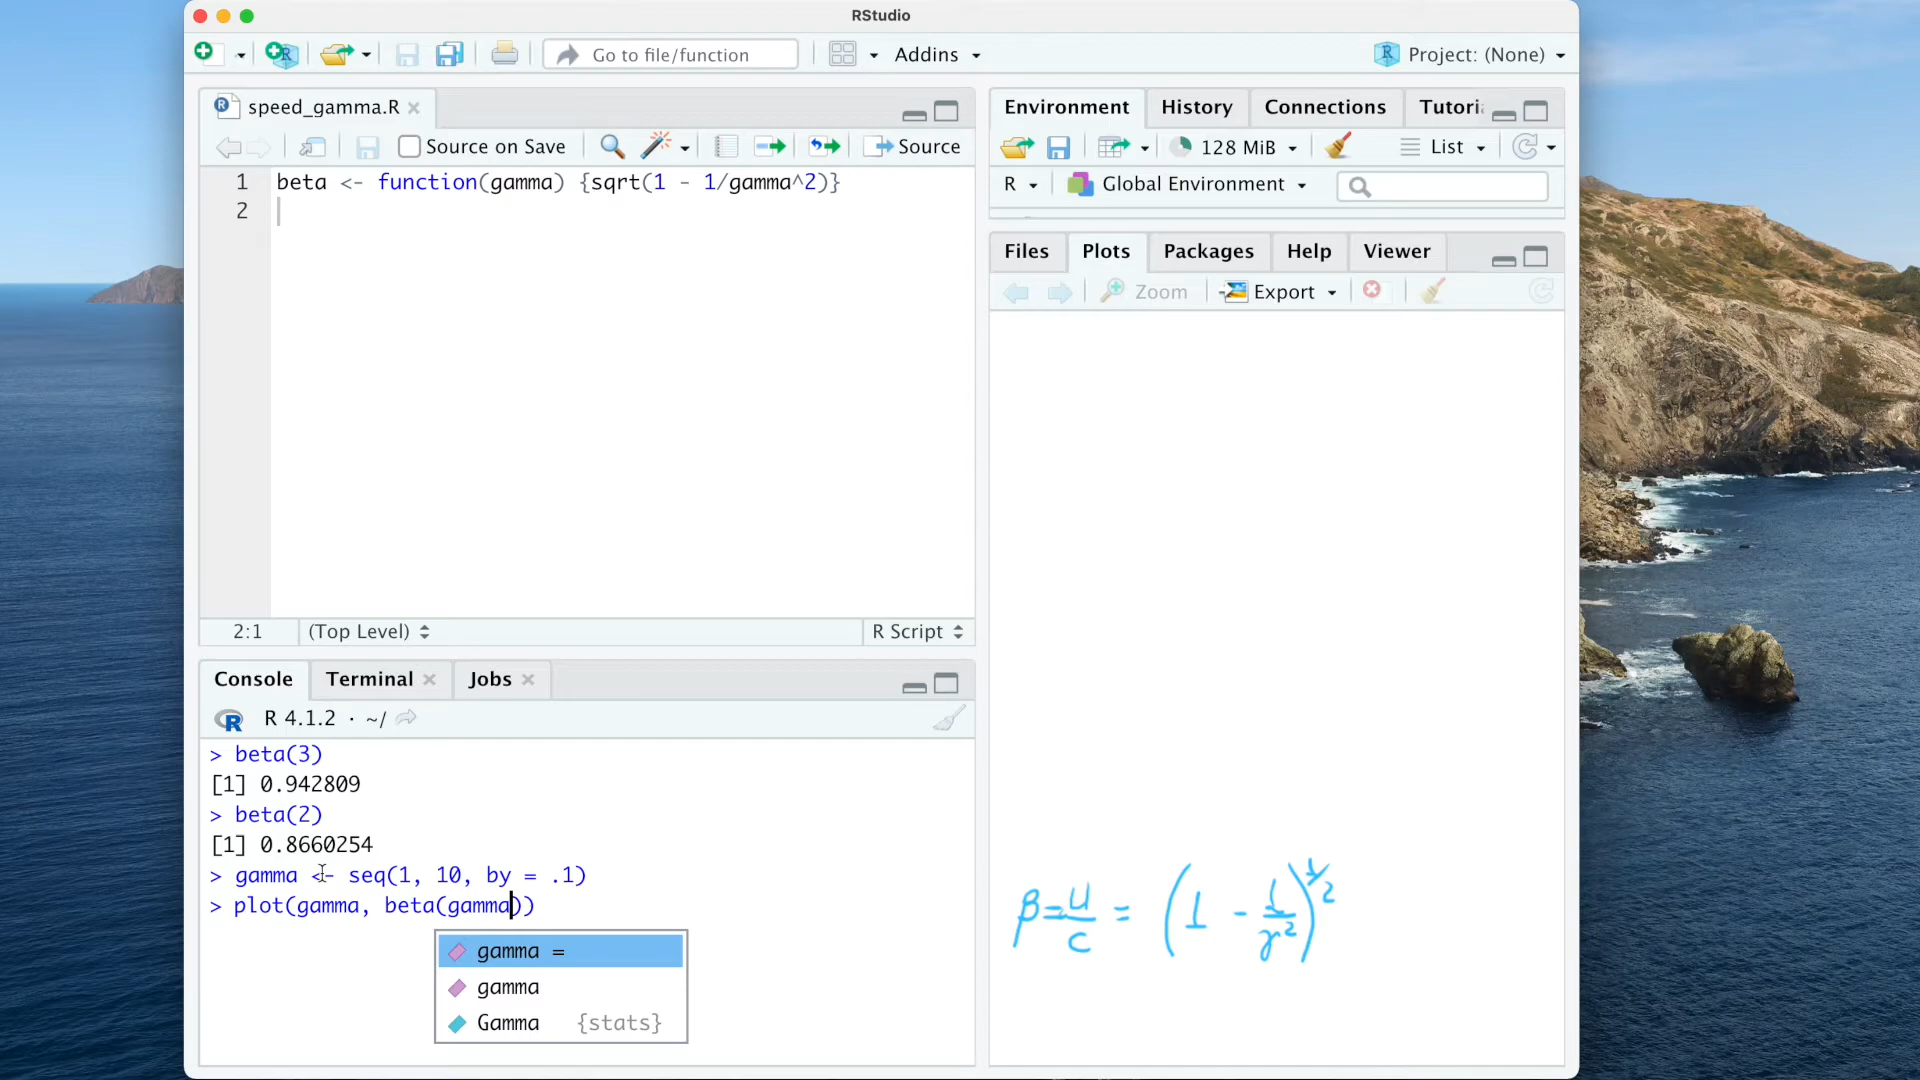 RStudio
Go to file/function
Addins
Project: (None)
speed_gamma.R
Source on Save
Source
1 beta <- function(gamma) {sqrt(1 - 1/gamma^2)}
2
2:1 (Top Level) R Script
Console Terminal Jobs
R 4.1.2 · ~/
> beta(3)
[1] 0.942809
> beta(2)
[1] 0.8660254
> gamma <- seq(1, 10, by = .1)
> plot(gamma, beta(gamma))
gamma =
gamma
Gamma {stats}
Environment History Connections Tutori
128 MiB List
R Global Environment
Files Plots Packages Help Viewer
Zoom Export
β = u/c = (1 - 1/γ²)^1/2